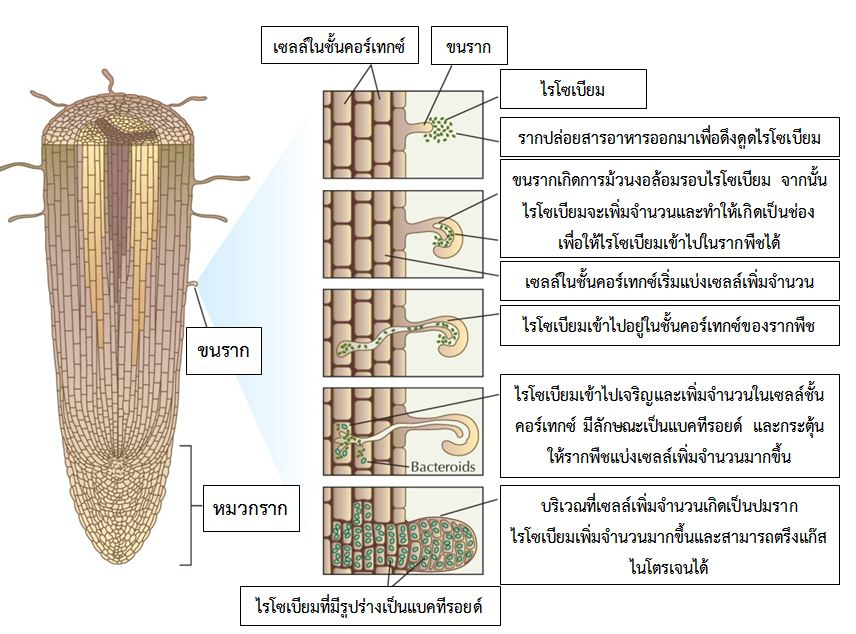 เซลล์ในชั้นคอร์เทกซ์
ขนราก
ไรโซเบียม
รากปล่อยสารอาหารออกมาเพื่อดึงดูดไรโซเบียม
ขนรากเกิดการม้วนงอล้อมรอบไรโซเบียม จากนั้น
ไรโซเบียมจะเพิ่มจำนวนและทำให้เกิดเป็นช่อง
เพื่อให้ไรโซเบียมเข้าไปในรากพืชได้
เซลล์ในชั้นคอร์เทกซ์เริ่มแบ่งเซลล์เพิ่มจำนวน
ไรโซเบียมเข้าไปอยู่ในชั้นคอร์เทกซ์ของรากพืช
ขนราก
ไรโซเบียมเข้าไปเจริญและเพิ่มจำนวนในเซลล์ชั้น
คอร์เทกซ์ มีลักษณะเป็นแบคทีรอยด์ และกระตุ้น
ให้รากพืชแบ่งเซลล์เพิ่มจำนวนมากขึ้น
Bacteroids
หมวกราก
บริเวณที่เซลล์เพิ่มจำนวนเกิดเป็นปมราก
ไรโซเบียมเพิ่มจำนวนมากขึ้นและสามารถตรึงแก๊ส
ไนโตรเจนได้
ไรโซเบียมที่มีรูปร่างเป็นแบคทีรอยด์